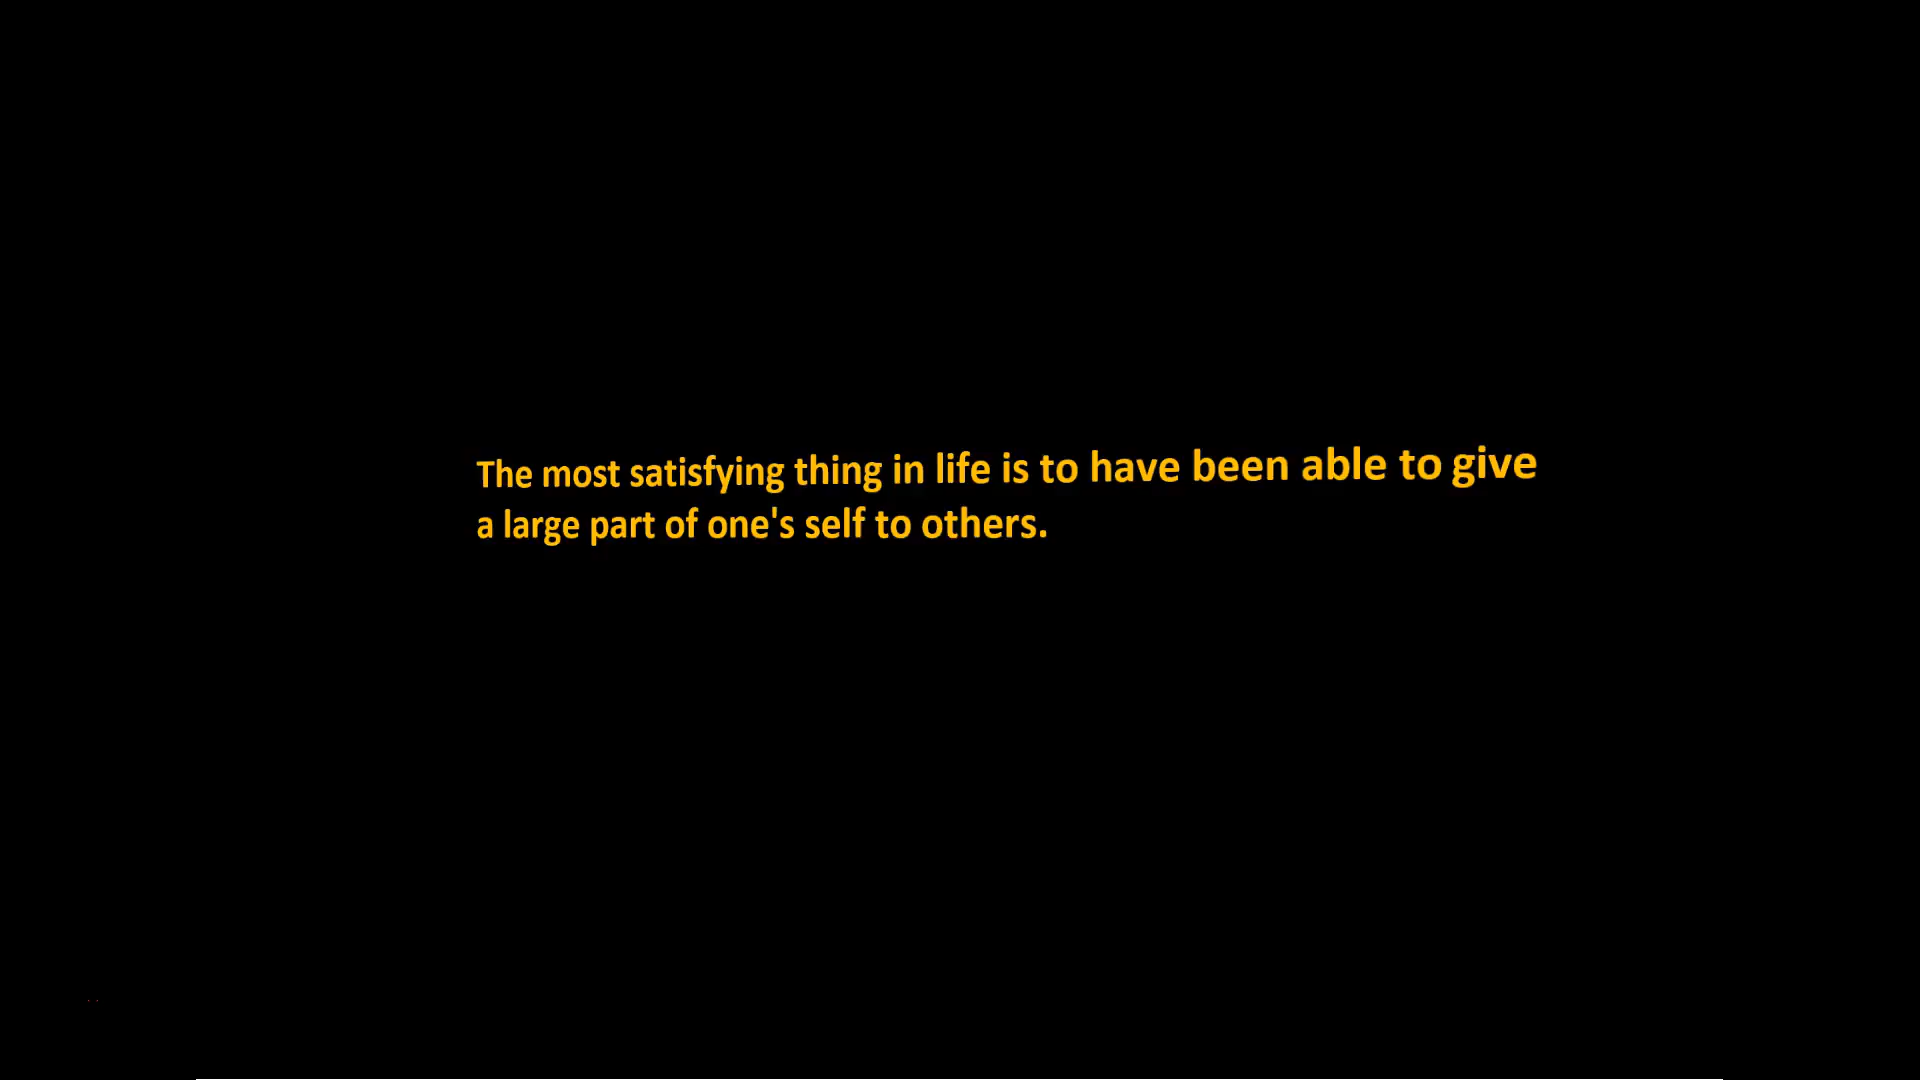 The most satisfying thing in life is to have been able to give
a large part of one's self to others.